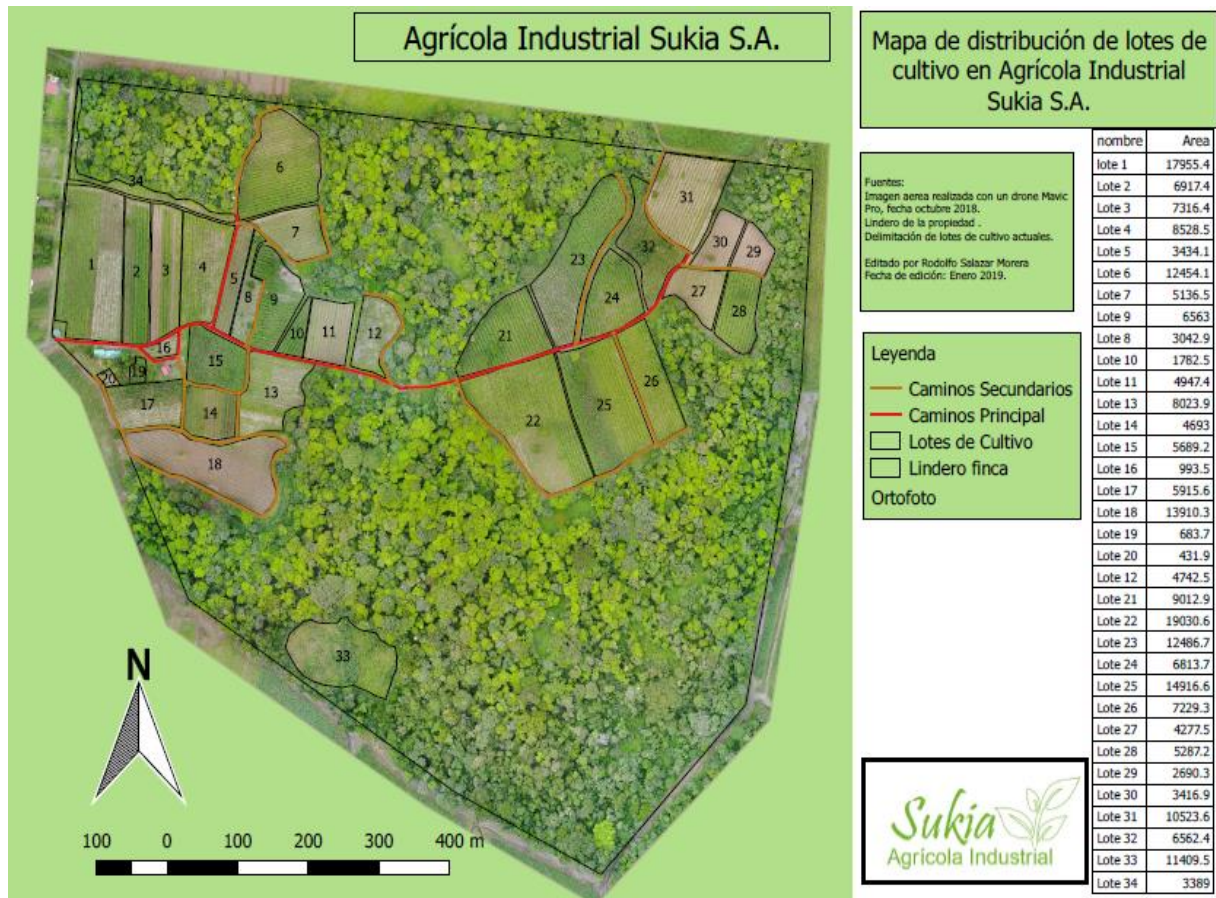 Agrícola Industrial Sukia S.A.
34
6
7
1
2
3
4
5
8
9
10
11
12
16
15
20
19
17
14
13
18
31
30
29
32
23
24
27
28
21
26
22
25
33
N
100 0 100 200 300 400 m
Mapa de distribución de lotes de
cultivo en Agrícola Industrial
Sukia S.A.
Fuentes:
Imagen aerea realizada con un drone Mavic
Pro, fecha octubre 2018.
Lindero de la propiedad .
Delimitación de lotes de cultivo actuales.
Editado por Rodolfo Salazar Morera
Fecha de edición: Enero 2019.
Leyenda
Caminos Secundarios
Caminos Principal
Lotes de Cultivo
Lindero finca
Ortofoto
nombre Area
lote 1 17955.4
Lote 2 6917.4
Lote 3 7316.4
Lote 4 8528.5
Lote 5 3434.1
Lote 6 12454.1
Lote 7 5136.5
Lote 9 6563
Lote 8 3042.9
Lote 10 1782.5
Lote 11 4947.4
Lote 13 8023.9
Lote 14 4693
Lote 15 5689.2
Lote 16 993.5
Lote 17 5915.6
Lote 18 13910.3
Lote 19 683.7
Lote 20 431.9
Lote 12 4742.5
Lote 21 9012.9
Lote 22 19030.6
Lote 23 12486.7
Lote 24 6813.7
Lote 25 14916.6
Lote 26 7229.3
Lote 27 4277.5
Lote 28 5287.2
Lote 29 2690.3
Lote 30 3416.9
Lote 31 10523.6
Lote 32 6562.4
Lote 33 11409.5
Lote 34 3389
Sukia
Agrícola Industrial